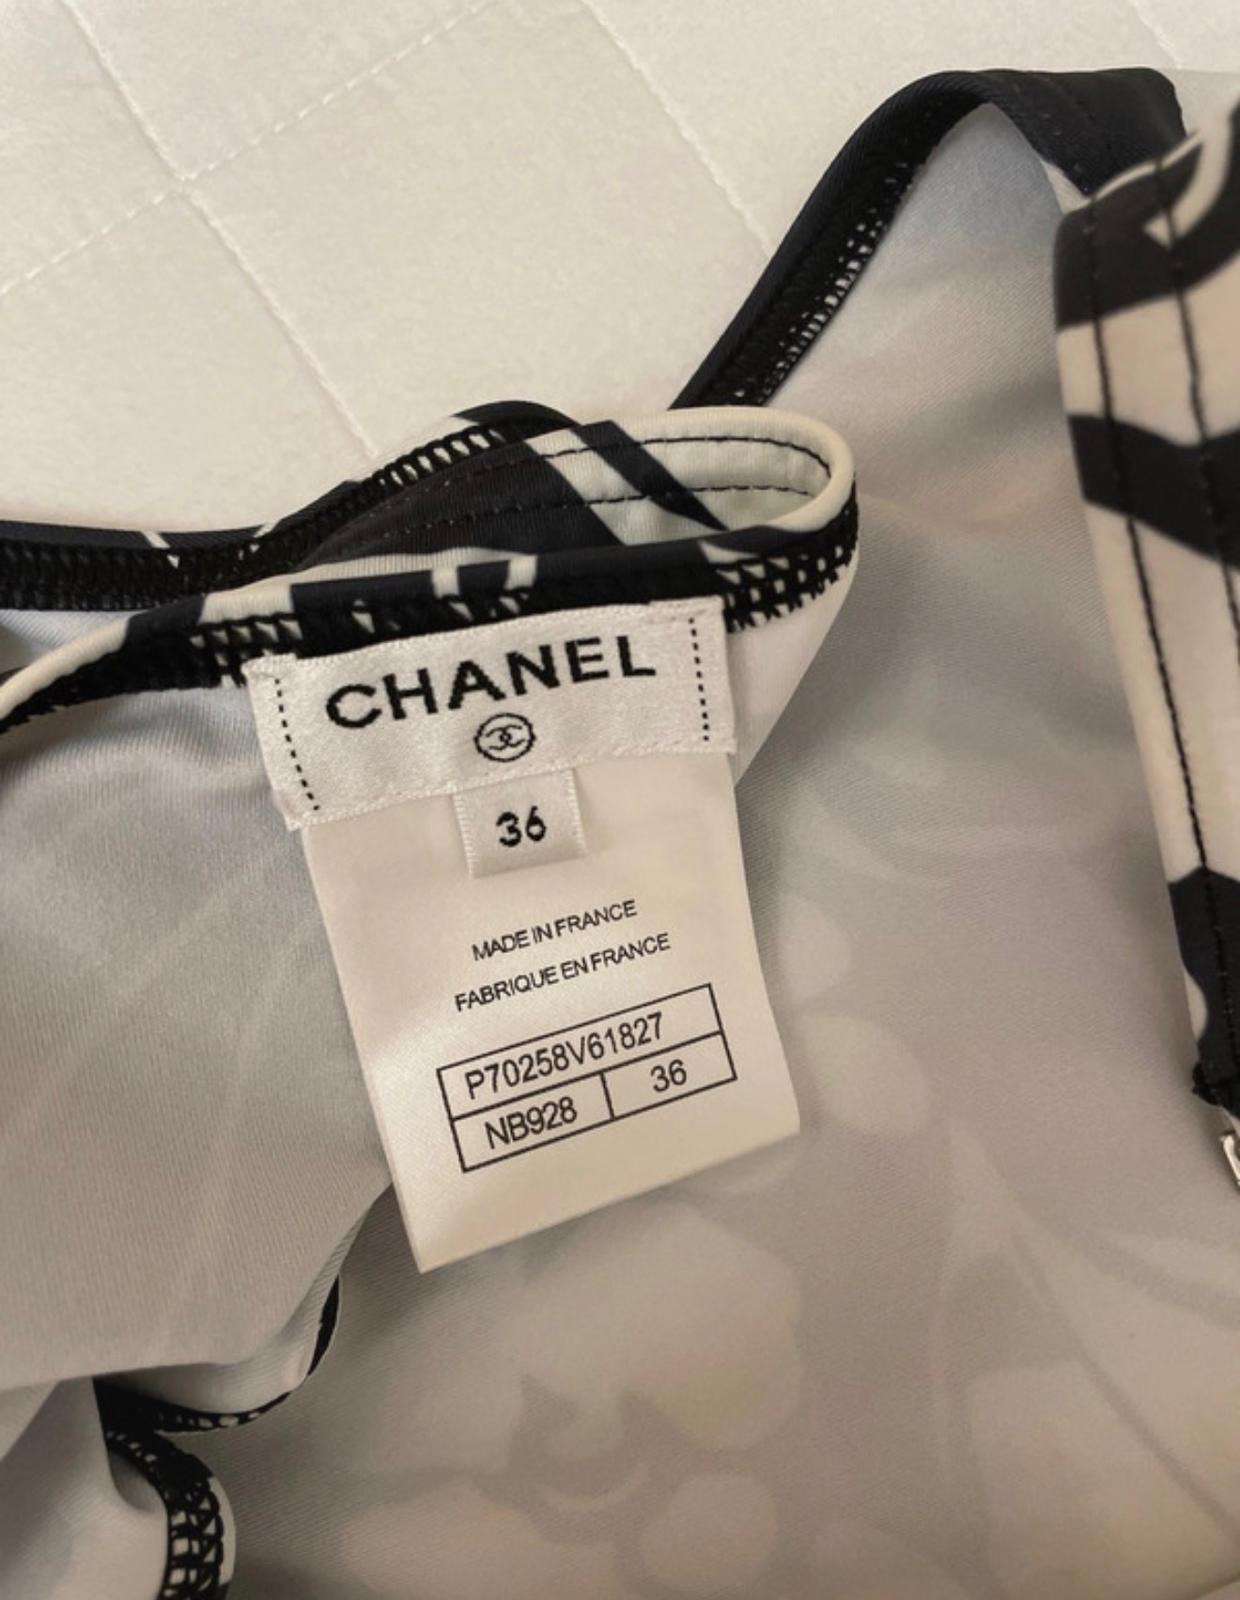 CHANEL
36
MADE IN FRANCE
FABRIQUE EN FRANCE
P70258V61827
NB928 36